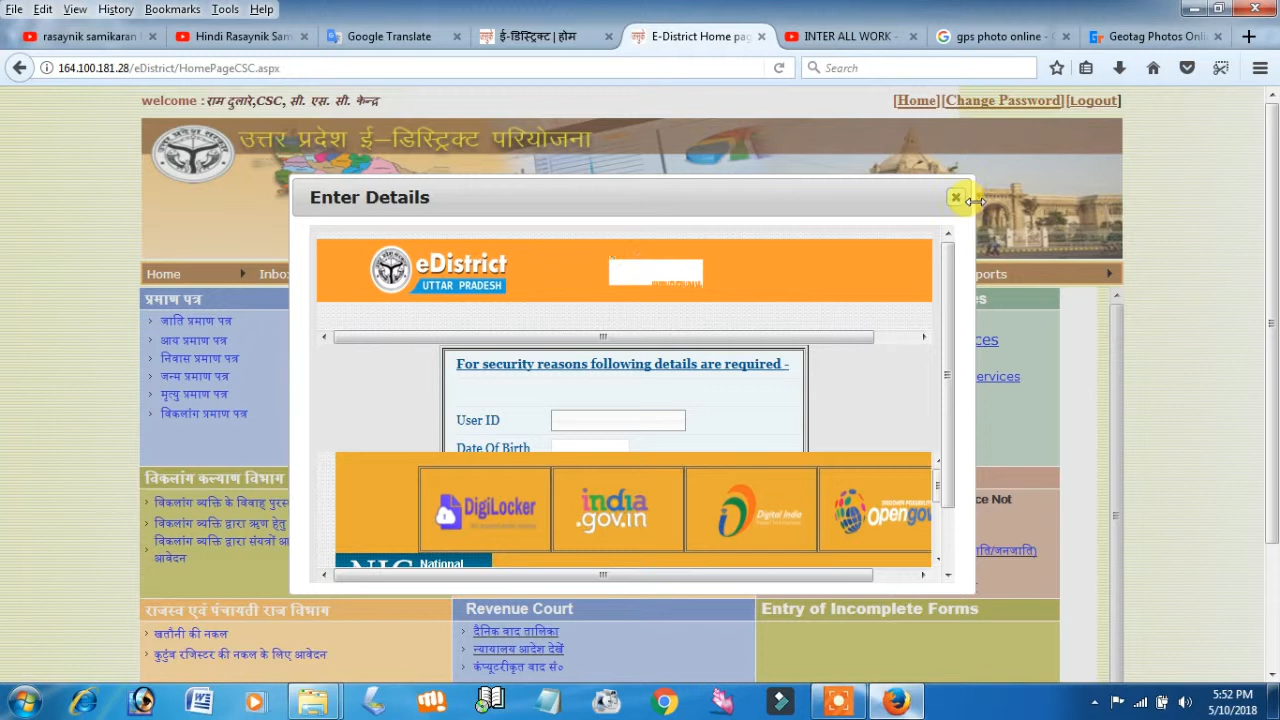 File Edit View History Bookmarks Tools Help
rasaynik samikaran
Hindi Rasaynik Sam
Google Translate
ई-डिस्ट्रिक्ट | होम
E-District Home pag
INTER ALL WORK -
gps photo online -
Geotag Photos Onl
164.100.181.28/eDistrict/HomePageCSC.aspx
Search
welcome : राम दुलारे,CSC, सी. एस. सी. केन्द्र
[Home][Change Password][Logout]
उत्तर प्रदेश ई-डिस्ट्रिक्ट परियोजना
Enter Details
eDistrict
UTTAR PRADESH
Home
Inbo
ports
प्रमाण पत्र
es
जाति प्रमाण पत्र
आय प्रमाण पत्र
निवास प्रमाण पत्र
जन्म प्रमाण पत्र
मृत्यु प्रमाण पत्र
विकलांग प्रमाण पत्र
ces
ervices
For security reasons following details are required -
User ID
Date Of Birth
DigiLocker
india
.gov.in
Digital India
opengov
NIC National
विकलांग कल्याण विभाग
ce Not
विकलांग व्यक्ति के विवाह पुरस
विकलांग व्यक्ति द्वारा ऋण हेतु
विकलांग व्यक्ति द्वारा संयत्रों
आवेदन
ाति/जनजाति)
राजस्व एवं पंचायती राज विभाग
Revenue Court
Entry of Incomplete Forms
खतौनी की नकल
कुटुंब रजिस्टर की नकल के लिए आवेदन
दैनिक वाद तालिका
न्यायालय आदेश देखें
कंप्यूटरीकृत वाद सं०
5:52 PM
5/10/2018